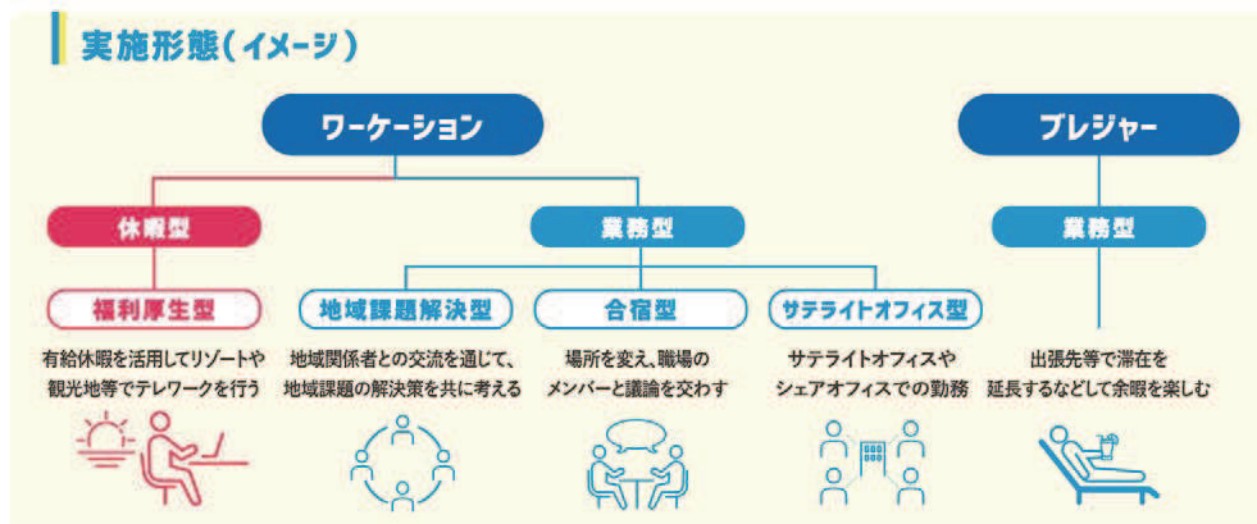 実施形態(イメージ)
ワーケーション
ブレジャー
休暇型
業務型
業務型
福利厚生型
地域課題解決型
合宿型
サテライトオフィス型
有給休暇を活用してリゾートや
観光地等でテレワークを行う
地域関係者との交流を通じて、
地域課題の解決策を共に考える
場所を変え、職場の
メンバーと議論を交わす
サテライトオフィスや
シェアオフィスでの勤務
出張先等で滞在を
延長するなどして余暇を楽しむ